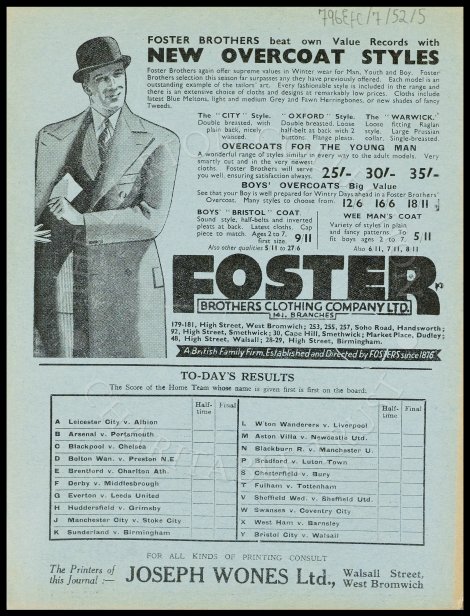 796EFC/7/52/5
FOSTER BROTHERS beat own Value Records with
NEW OVERCOAT STYLES
Foster Brothers again offer supreme values in Winter wear for Man, Youth and Boy. Foster
Brothers selection this season far surpasses any they have previously offered. Each model is an
outstanding example of the tailors' art. Every fashionable style is included in the range and
there is an extensive choice of cloths and designs at remarkably low prices. Cloths include
latest Blue Meltons, light and medium Grey and Fawn Herringbones, or new shades of fancy
Tweeds.
The "CITY" Style.
Double breasted, with
plain back, nicely
waisted.
"OXFORD" Style.
Double breasted. Loose
half-belt at back with 2
buttons. Flange pleats.
The "WARWICK."
Loose fitting Raglan
style. Large Prussian
collar. Single-breasted.
OVERCOATS FOR THE YOUNG MAN
A wonderful range of styles similar in every way to the adult models. Very
smartly cut and in the very newest
cloths. Foster Brothers will serve
you well, ensuring satisfaction always.
25/- 30/- 35/-
BOYS' OVERCOATS Big Value
See that your Boy is well prepared for Wintry Days ahead in a Foster Brothers'
Overcoat. Many styles to choose from. 12/6 16/6 18/11
BOYS "BRISTOL" COAT
Sound style, half-belts and inverted
pleats at back. Latest cloths. Cap
piece to match. Ages 2 to 7,
first size. 9/11
Other qualities 5/11 to 27/6
WEE MAN'S COAT
Variety of styles in plain
and fancy patterns. To
fit boys ages 2 to 7. 5/11
Also 6/11, 7/11, 8/11
FOSTER
BROTHERS CLOTHING COMPANY LTD.
141, BRANCHES
179-181, High Street, West Bromwich; 253, 255, 257, Soho Road, Handsworth;
92, High Street, Smethwick; 30, Cape Hill, Smethwick; Market Place, Dudley;
48, High Street, Walsall; 28-29, High Street, Birmingham.
A British Family Firm, Established and Directed by FOSTERS since 1876
TO-DAY'S RESULTS
The Score of the Home Team whose name is given first is first on the board.
Half-time Final
Half-time Final
A Leicester City v. Albion
B Arsenal v. Portsmouth
C Blackpool v. Chelsea
D Bolton Wan. v. Preston N.E
E Brentford v. Charlton Ath.
F Derby v. Middlesbrough
G Everton v. Leeds United
H Huddersfield v. Grimsby
J Manchester City v. Stoke City
K Sunderland v. Birmingham
L W'ton Wanderers v. Liverpool
M Aston Villa v. Newcastle Utd.
N Blackburn R. v. Manchester U.
P Bradford v. Luton Town
S Chesterfield v. Bury
T Fulham v. Tottenham
V Sheffield Wed. v. Sheffield Utd.
W Swansea v. Coventry City
X West Ham v. Barnsley
Y Bristol City v. Walsall
FOR ALL KINDS OF PRINTING CONSULT
The Printers of
this Journal :—
JOSEPH WONES Ltd.,
Walsall Street,
West Bromwich